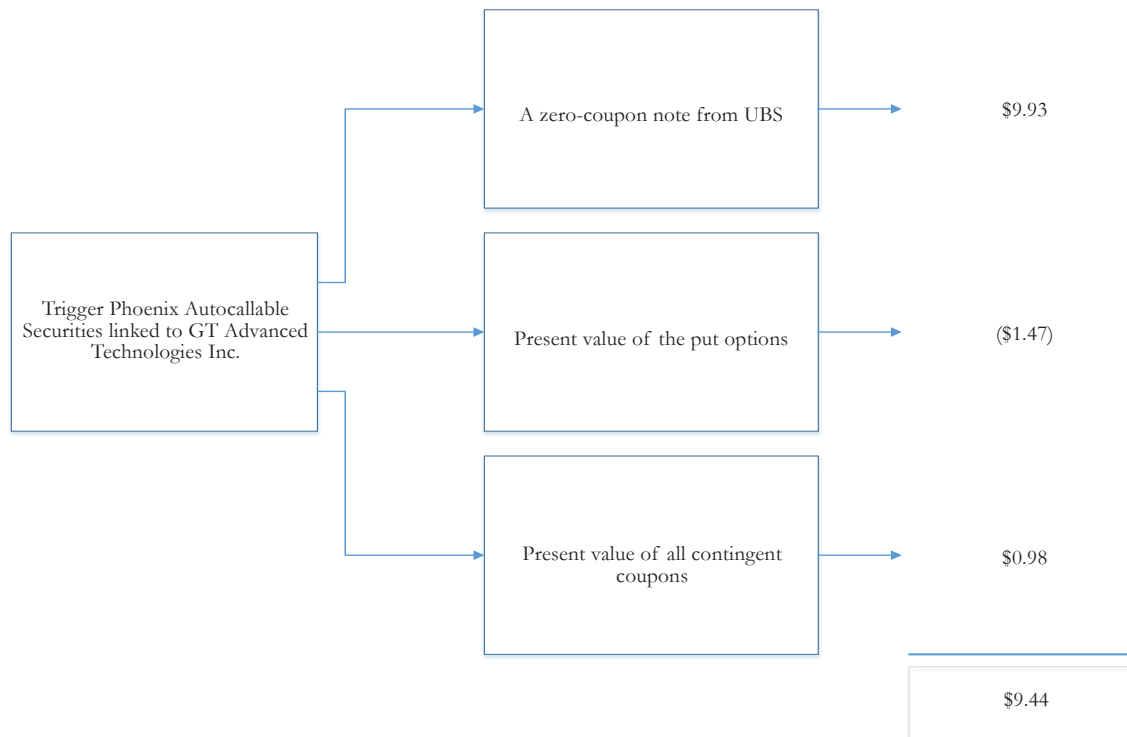 A zero-coupon note from UBS
$9.93
Trigger Phoenix Autocallable
Securities linked to GT Advanced
Technologies Inc.
Present value of the put options
($1.47)
Present value of all contingent
coupons
$0.98
$9.44